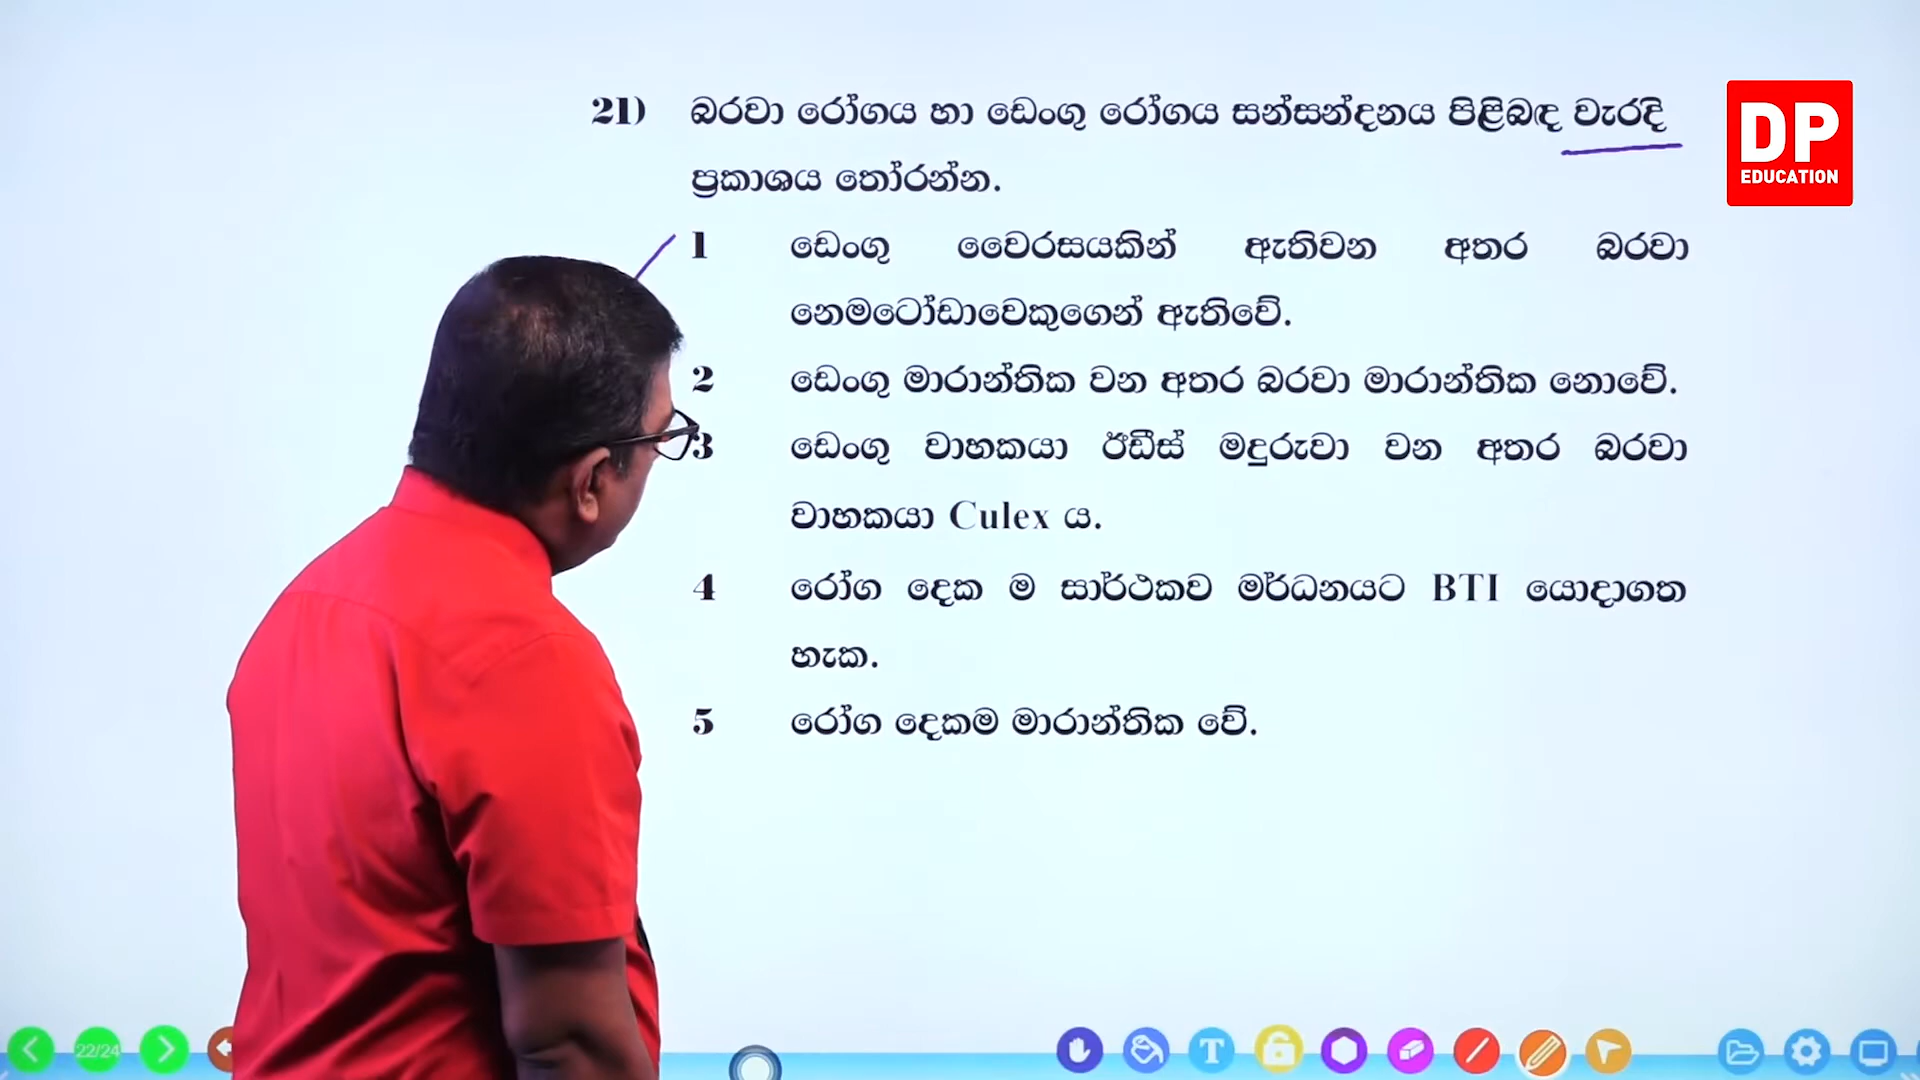 21) බරවා රෝගය හා ඩෙංගු රෝගය සන්සන්දනය පිළිබඳ වැරදි
ප්‍රකාශය තෝරන්න.
1 ඩෙංගු වෛරසයකින් ඇතිවන අතර බරවා
නෙමටෝඩාවෙකුගෙන් ඇතිවේ.
2 ඩෙංගු මාරාන්තික වන අතර බරවා මාරාන්තික නොවේ.
3 ඩෙංගු වාහකයා ඊඩීස් මදුරුවා වන අතර බරවා
වාහකයා Culex ය.
4 රෝග දෙක ම සාර්ථකව මර්ධනයට BTI යොදාගත
හැක.
5 රෝග දෙකම මාරාන්තික වේ.
DP
EDUCATION
22/24
T